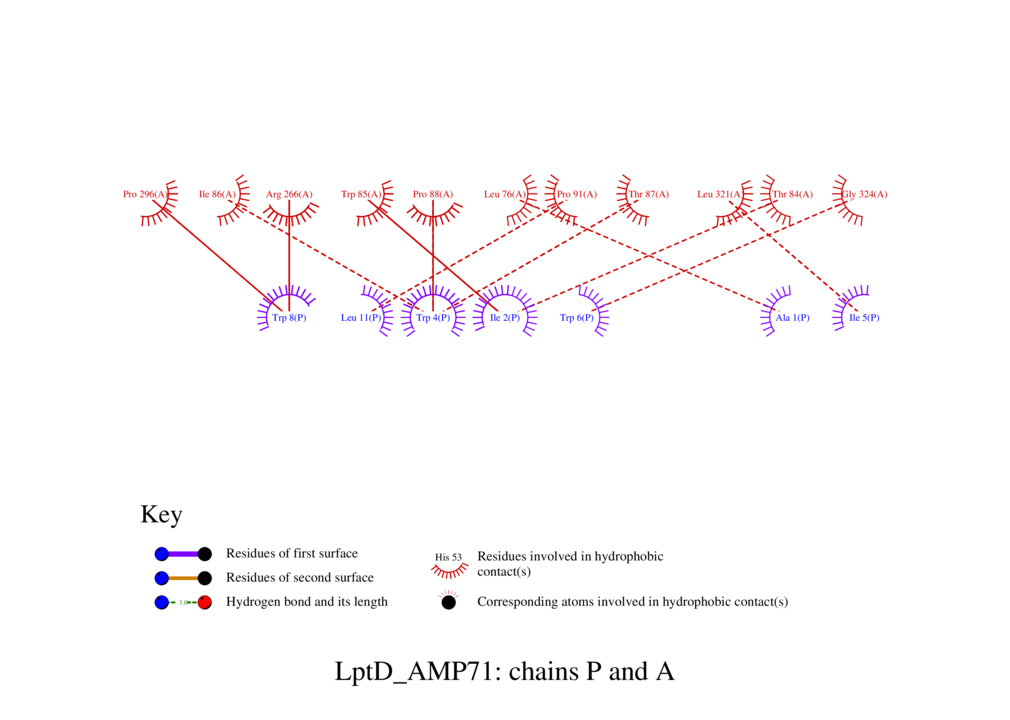 Pro 296(A) Ile 86(A) Arg 266(A) Trp 85(A) Pro 88(A) Leu 76(A) Pro 91(A) Thr 87(A) Leu 321(A) Thr 84(A) Gly 324(A)
Trp 8(P) Leu 11(P) Trp 4(P) Ile 2(P) Trp 6(P) Ala 1(P) Ile 5(P)
Key
Residues of first surface
Residues of second surface
3.0 Hydrogen bond and its length
His 53 Residues involved in hydrophobic
contact(s)
Corresponding atoms involved in hydrophobic contact(s)
LptD_AMP71: chains P and A